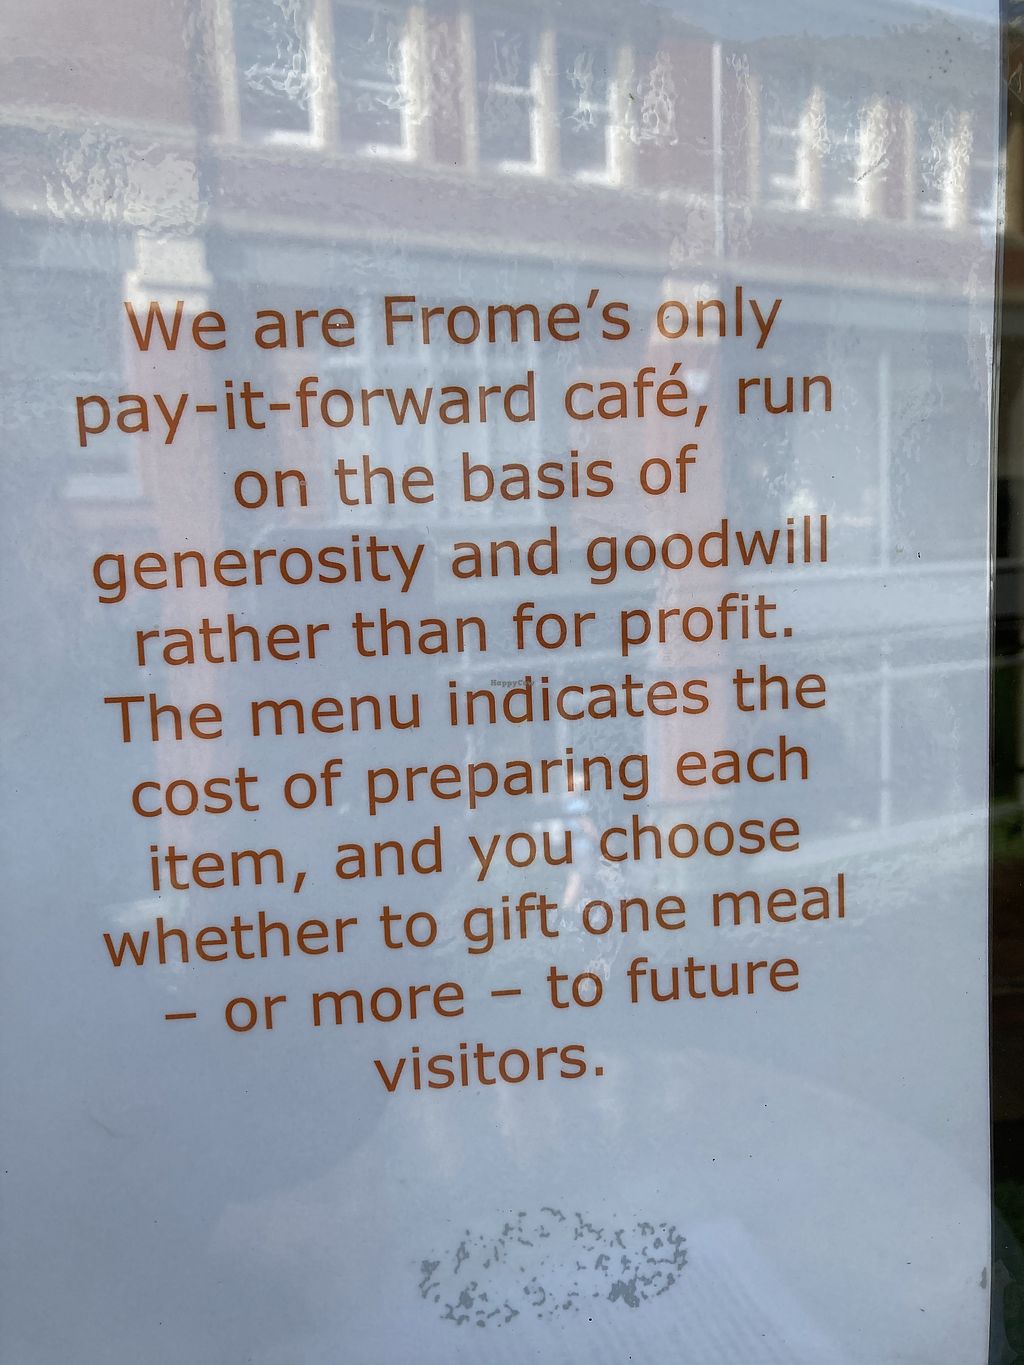 We are Frome's only
pay-it-forward café, run
on the basis of
generosity and goodwill
rather than for profit.
The menu indicates the
cost of preparing each
item, and you choose
whether to gift one meal
– or more – to future
visitors.
HappyCow